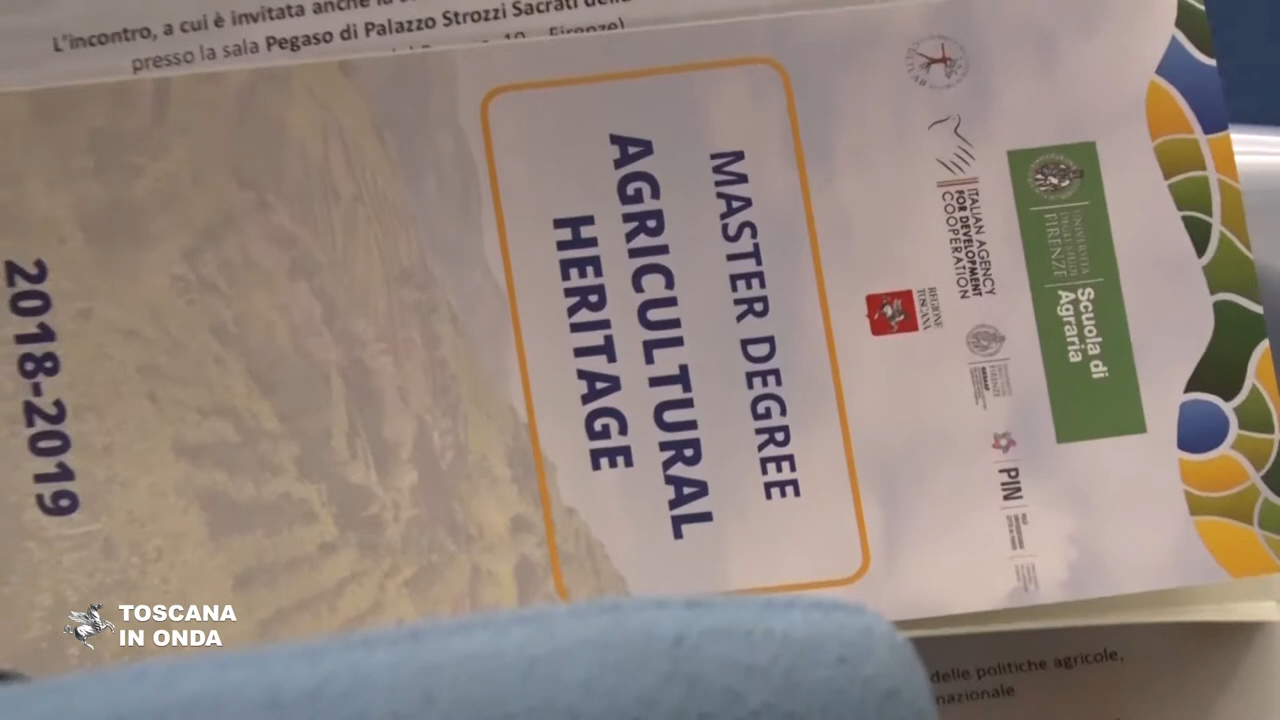 L'incontro, a cui è invitata anche
presso la sala Pegaso di Palazzo Strozzi Sacrati
10 Firenze)
UNIVERSITÀ
DEGLI STUDI
FIRENZE
Scuola di
Agraria
ITALIAN AGENCY
FOR DEVELOPMENT
COOPERATION
PIN
REGIONE
TOSCANA
MASTER DEGREE
AGRICULTURAL
HERITAGE
2018-2019
delle politiche agricole,
nazionale
TOSCANA
IN ONDA